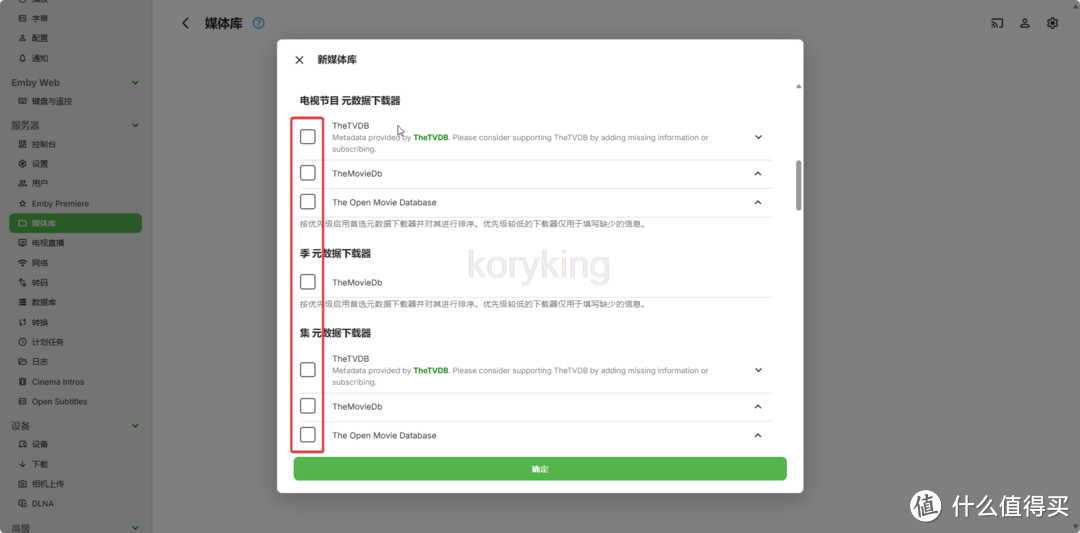 播放
字幕
配置
通知
Emby Web
键盘与遥控
服务器
控制台
设置
用户
Emby Premiere
媒体库
电视直播
网络
转码
数据库
转换
计划任务
日志
Cinema Intros
Open Subtitles
设备
设备
下载
相机上传
DLNA
高级
媒体库
新媒体库
电视节目 元数据下载器
TheTVDB
Metadata provided by TheTVDB. Please consider supporting TheTVDB by adding missing information or
subscribing.
TheMovieDb
The Open Movie Database
按优先级启用首选元数据下载器并对其进行排序。优先级较低的下载器仅用于填写缺少的信息。
季 元数据下载器
TheMovieDb
按优先级启用首选元数据下载器并对其进行排序。优先级较低的下载器仅用于填写缺少的信息。
集 元数据下载器
TheTVDB
Metadata provided by TheTVDB. Please consider supporting TheTVDB by adding missing information or
subscribing.
TheMovieDb
The Open Movie Database
确定
koryking
值 什么值得买